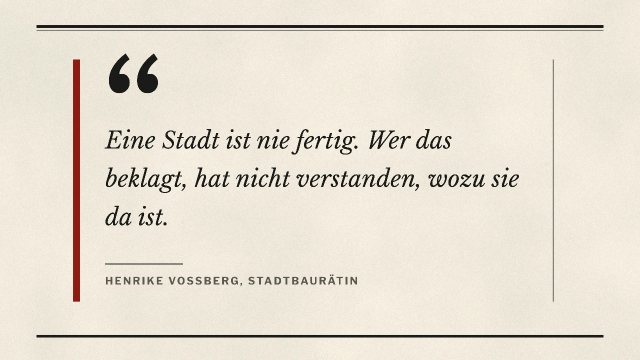 “
Eine Stadt ist nie fertig. Wer das
beklagt, hat nicht verstanden, wozu sie
da ist.
HENRIKE VOSSBERG, STADTBAURÄTIN